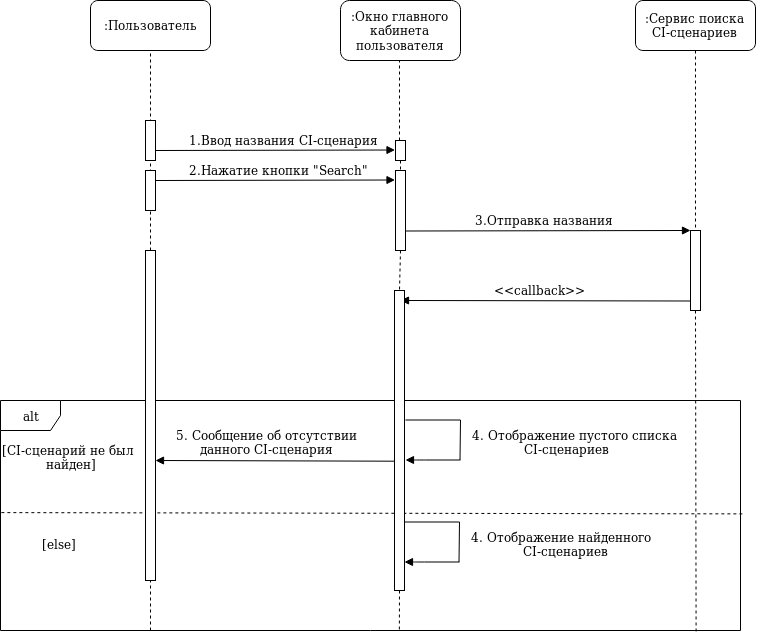 :Пользователь
:Окно главного
кабинета
пользователя
:Сервис поиска
CI-сценариев
1.Ввод названия CI-сценария
2.Нажатие кнопки "Search"
3.Отправка названия
<<callback>>
alt
[CI-сценарий не был
найден]
5. Сообщение об отсутствии
данного CI-сценария
4. Отображение пустого списка
CI-сценариев
[else]
4. Отображение найденного
CI-сценариев